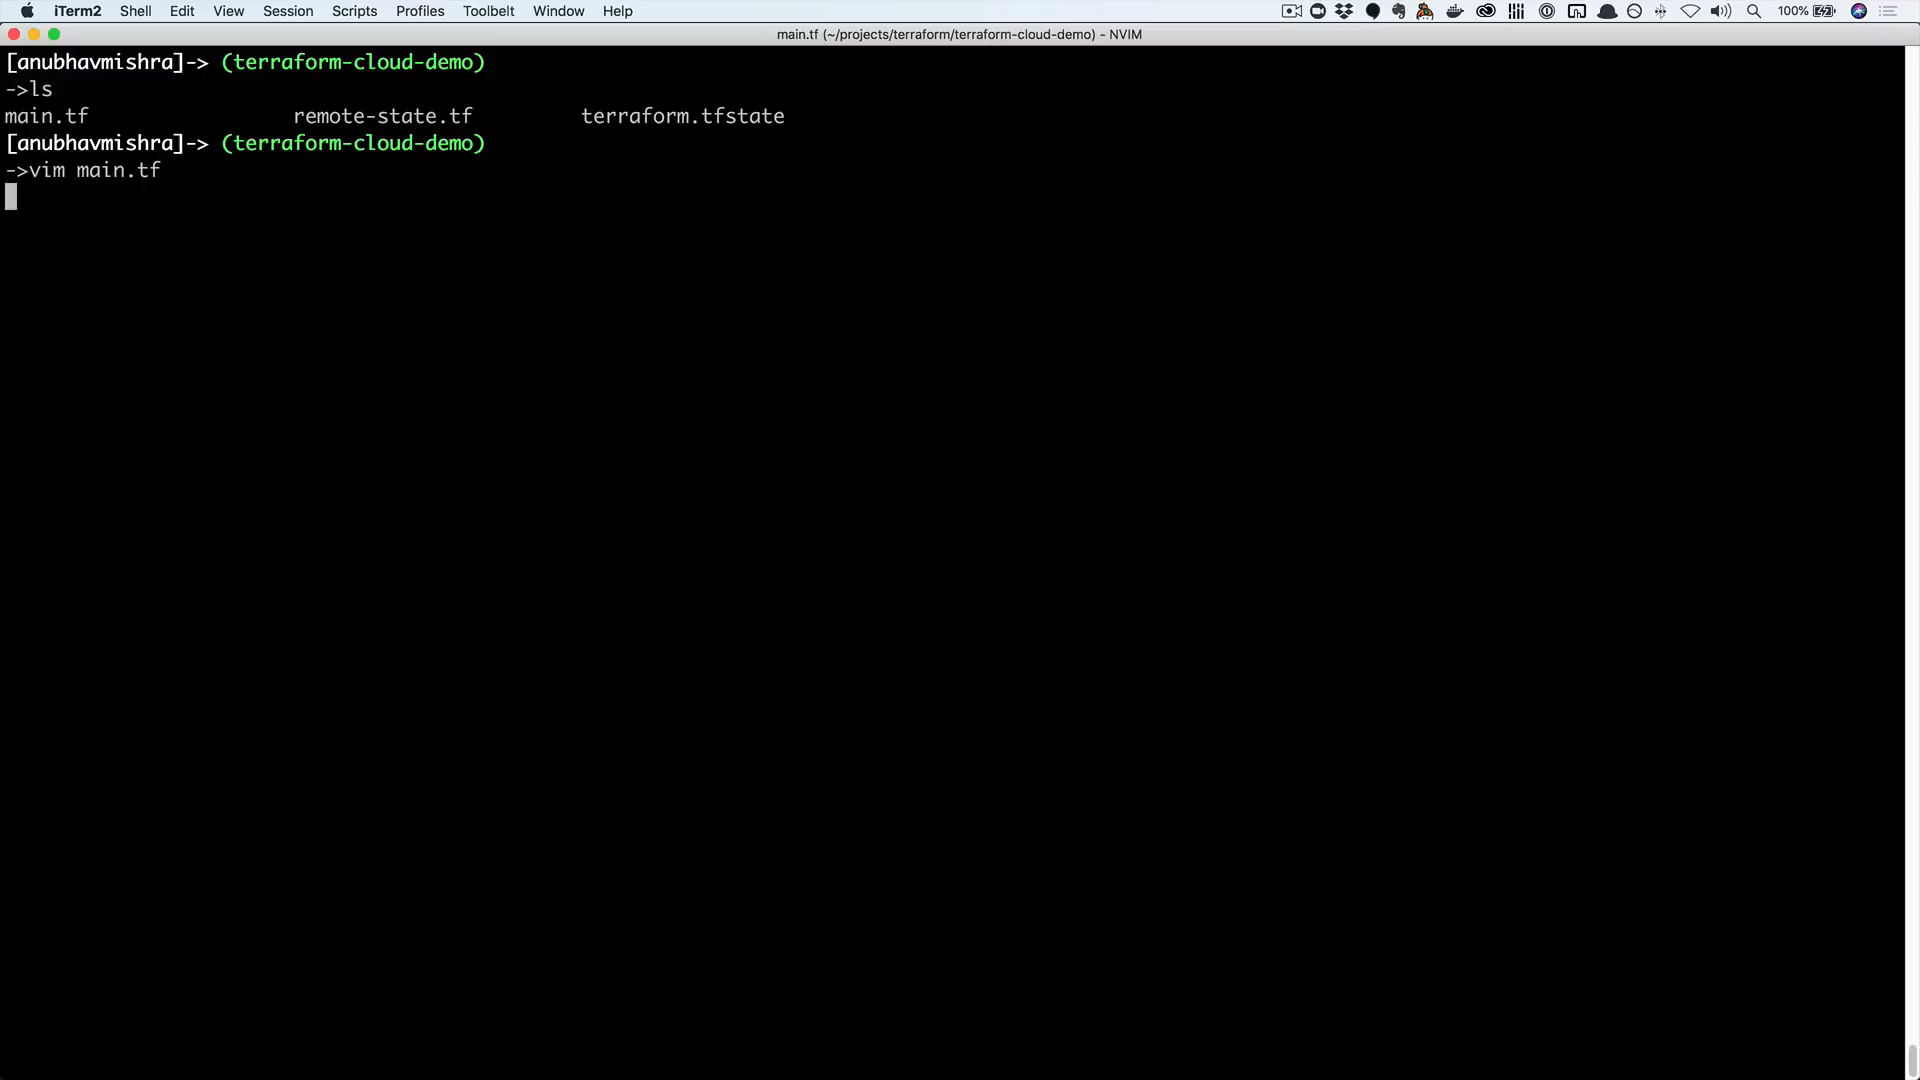 iTerm2 Shell Edit View Session Scripts Profiles Toolbelt Window Help 100%
main.tf (~/projects/terraform/terraform-cloud-demo) - NVIM
[anubhavmishra]-> (terraform-cloud-demo)
->ls
main.tf remote-state.tf terraform.tfstate
[anubhavmishra]-> (terraform-cloud-demo)
->vim main.tf